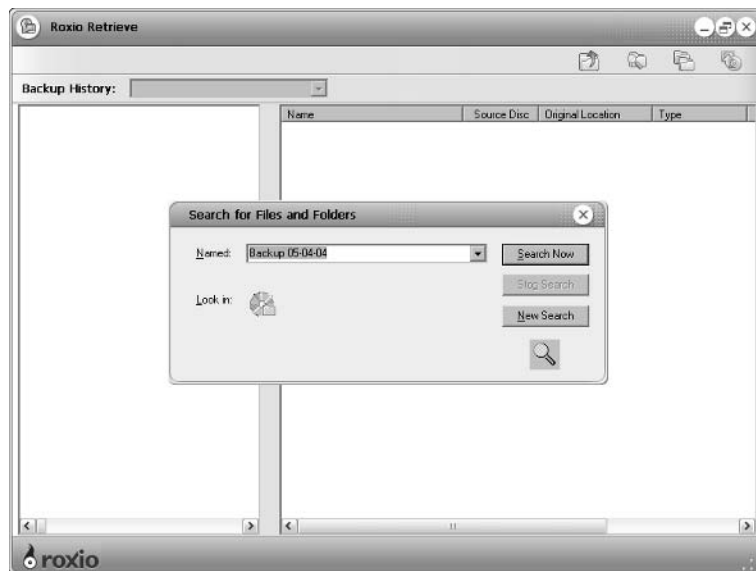 Roxio Retrieve
Backup History:
Name Source Disc Original Location Type
Search for Files and Folders
Named: Backup 05-04-04 Search Now
Look in: Stop Search
New Search
roxio